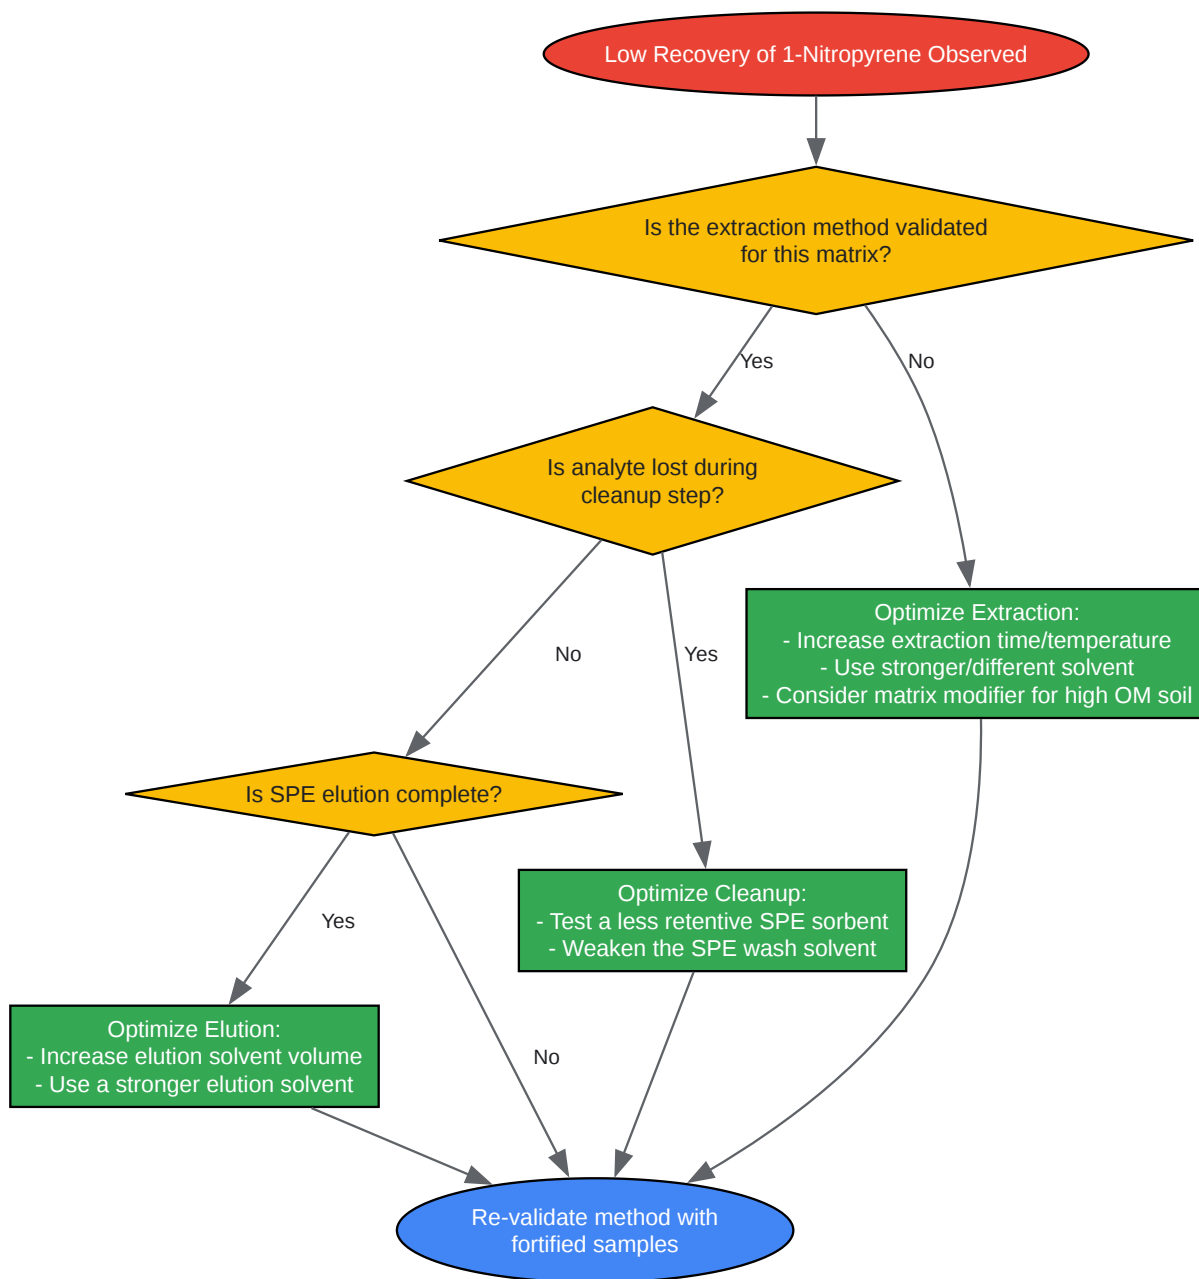 Low Recovery of 1-Nitropyrene Observed
Is the extraction method validated
for this matrix?
Yes
No
Is analyte lost during
cleanup step?
No
Yes
Optimize Extraction:
- Increase extraction time/temperature
- Use stronger/different solvent
- Consider matrix modifier for high OM soil
Is SPE elution complete?
Yes
No
Optimize Cleanup:
- Test a less retentive SPE sorbent
- Weaken the SPE wash solvent
Optimize Elution:
- Increase elution solvent volume
- Use a stronger elution solvent
Re-validate method with
fortified samples